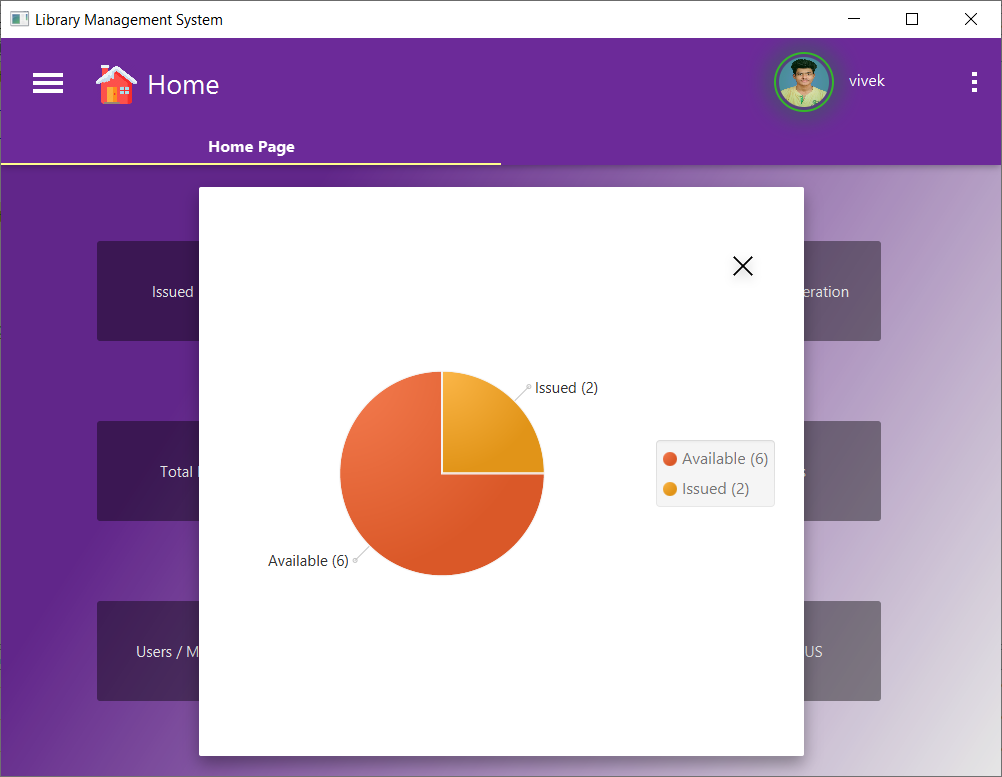 Library Management System
Home
vivek
Home Page
Issued
eration
Issued (2)
Available (6)
Issued (2)
Total
Available (6)
Users / M
US